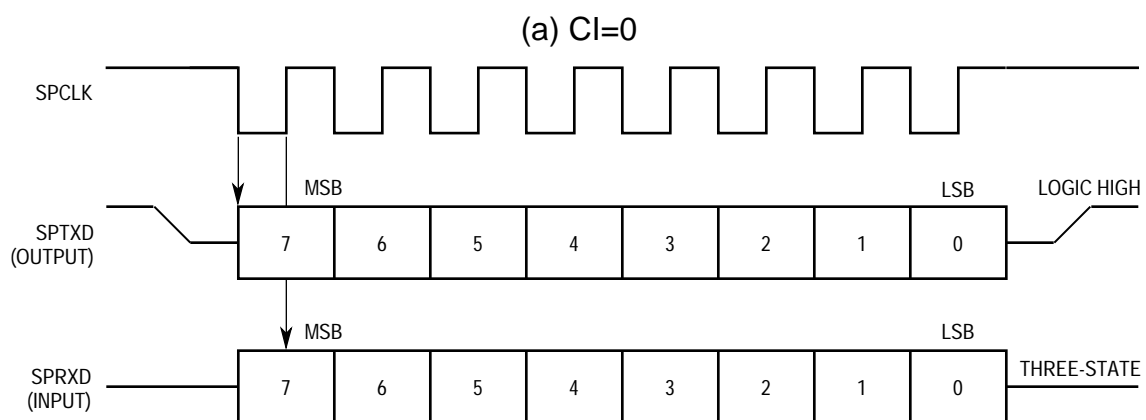 (a) CI=0
SPCLK
MSB
LSB
LOGIC HIGH
SPTXD
(OUTPUT)
7 6 5 4 3 2 1 0
MSB
LSB
THREE-STATE
SPRXD
(INPUT)
7 6 5 4 3 2 1 0